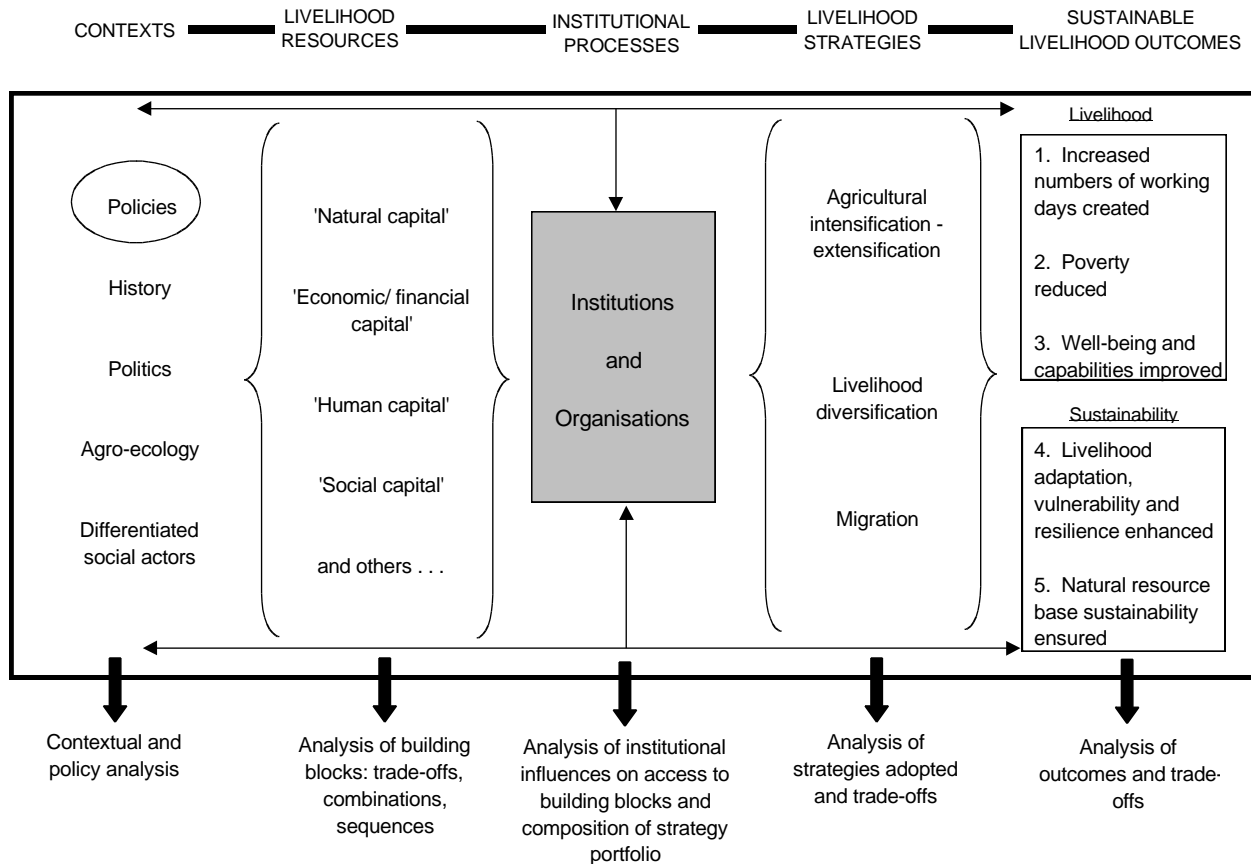 CONTEXTS
LIVELIHOOD
RESOURCES
INSTITUTIONAL
PROCESSES
LIVELIHOOD
STRATEGIES
SUSTAINABLE
LIVELIHOOD OUTCOMES
Policies
History
Politics
Agro-ecology
Differentiated
social actors
'Natural capital'
'Economic/ financial
capital'
'Human capital'
'Social capital'
and others . . .
Institutions
and
Organisations
Agricultural
intensification -
extensification
Livelihood
diversification
Migration
Livelihood
1. Increased
numbers of working
days created
2. Poverty
reduced
3. Well-being and
capabilities improved
Sustainability
4. Livelihood
adaptation,
vulnerability and
resilience enhanced
5. Natural resource
base sustainability
ensured
Contextual and
policy analysis
Analysis of building
blocks: trade-offs,
combinations,
sequences
Analysis of institutional
influences on access to
building blocks and
composition of strategy
portfolio
Analysis of
strategies adopted
and trade-offs
Analysis of
outcomes and trade-
offs